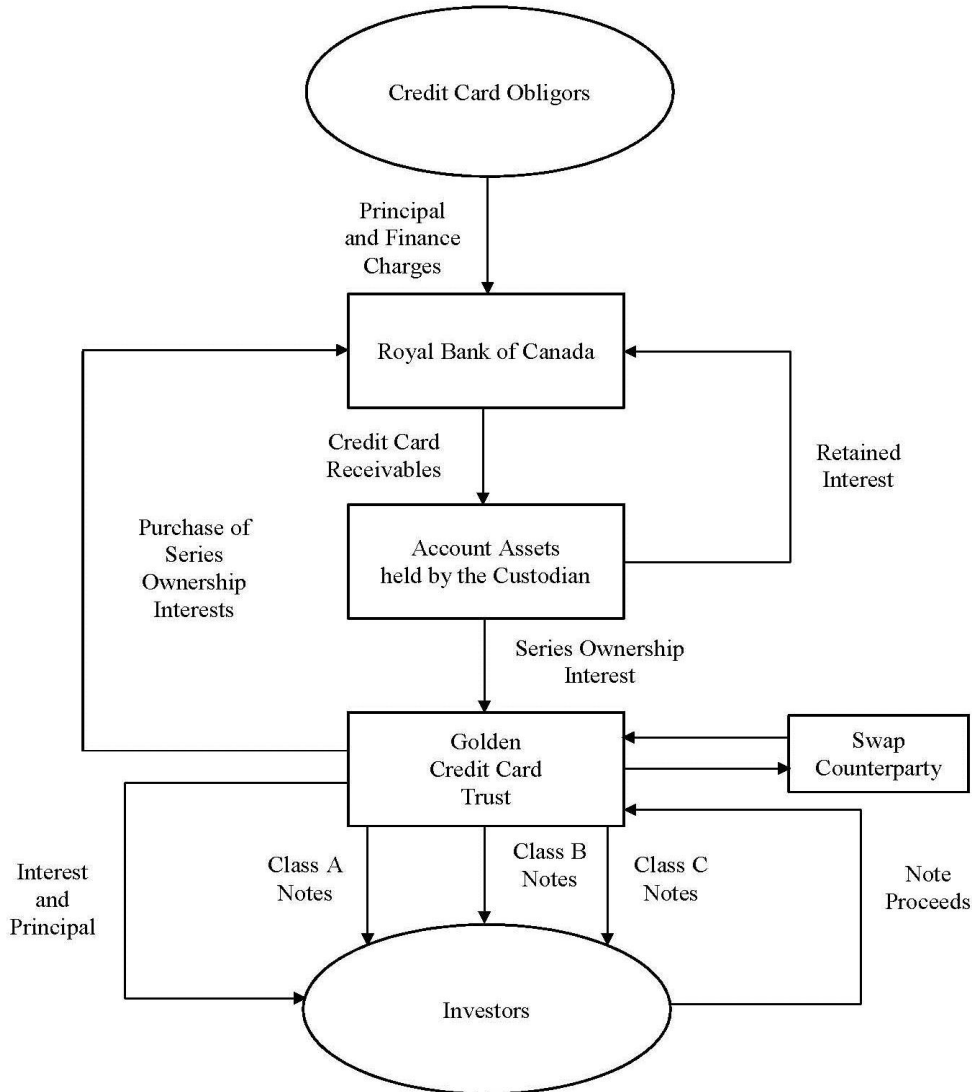 Credit Card Obligors
Principal
and Finance
Charges
Royal Bank of Canada
Credit Card
Receivables
Retained
Interest
Purchase of
Series
Ownership
Interests
Account Assets
held by the Custodian
Series Ownership
Interest
Golden
Credit Card
Trust
Swap
Counterparty
Interest
and
Principal
Class A
Notes
Class B
Notes
Class C
Notes
Note
Proceeds
Investors